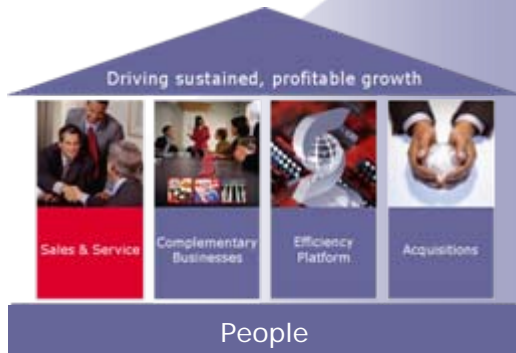 Driving sustained, profitable growth
Sales & Service
Complementary
Businesses
Efficiency
Platform
Acquisitions
People